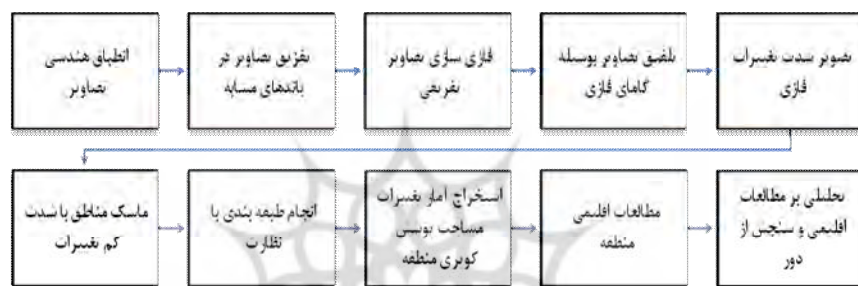 انطباق هندسی
تصاویر
تفریق تصاویر در
باندهای مشابه
فازی سازی تصاویر
تفریقی
تلفیق تصاویر بوسیله
گامای فازی
تصویر شدت تغییرات
فازی
ماسک مناطق با شدت
کم تغییرات
انجام طبقه بندی با
نظارت
استخراج آمار تغییرات
مساحت پوشش
کویری منطقه
مطالعات اقلیمی
منطقه
تحلیلی بر مطالعات
اقلیمی و سنجش از
دور